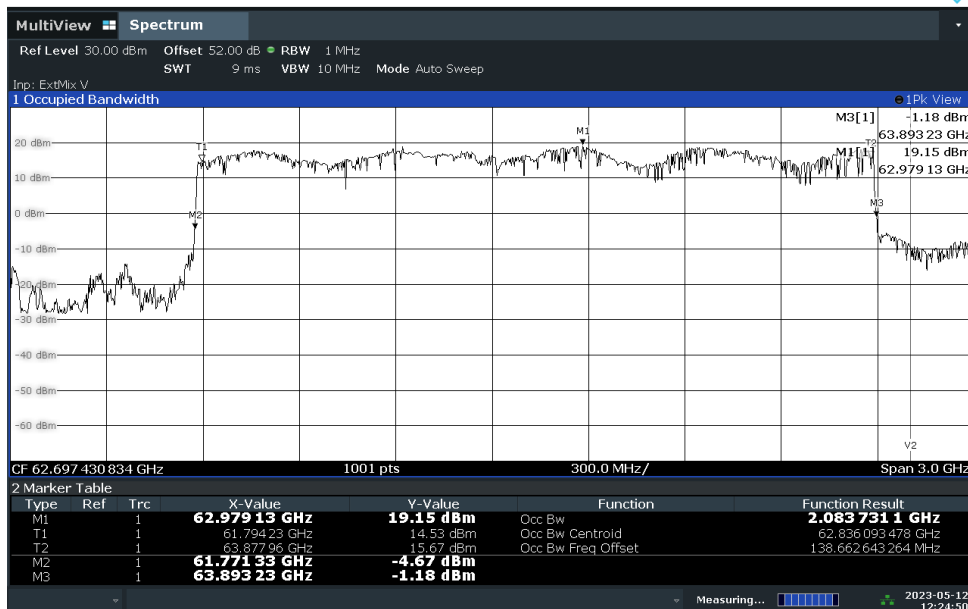 MultiView Spectrum
Ref Level 30.00 dBm Offset 52.00 dB RBW 1 MHz
SWT 9 ms VBW 10 MHz Mode Auto Sweep
Inp: ExtMix V
1 Occupied Bandwidth 1Pk View
M3[1] -1.18 dBm
63.893 23 GHz
M1[1] 19.15 dBm
62.979 13 GHz
M1
T1
T2
M2
M3
20 dBm
10 dBm
0 dBm
-10 dBm
-20 dBm
-30 dBm
-40 dBm
-50 dBm
-60 dBm
V2
CF 62.697 430 834 GHz 1001 pts 300.0 MHz/ Span 3.0 GHz
2 Marker Table
Type Ref Trc X-Value Y-Value Function Function Result
M1 1 62.979 13 GHz 19.15 dBm Occ Bw 2.083 731 1 GHz
T1 1 61.794 23 GHz 14.53 dBm Occ Bw Centroid 62.836 093 478 GHz
T2 1 63.877 96 GHz 15.67 dBm Occ Bw Freq Offset 138.662 643 264 MHz
M2 1 61.771 33 GHz -4.67 dBm
M3 1 63.893 23 GHz -1.18 dBm
Measuring... 2023-05-12
12:24:50